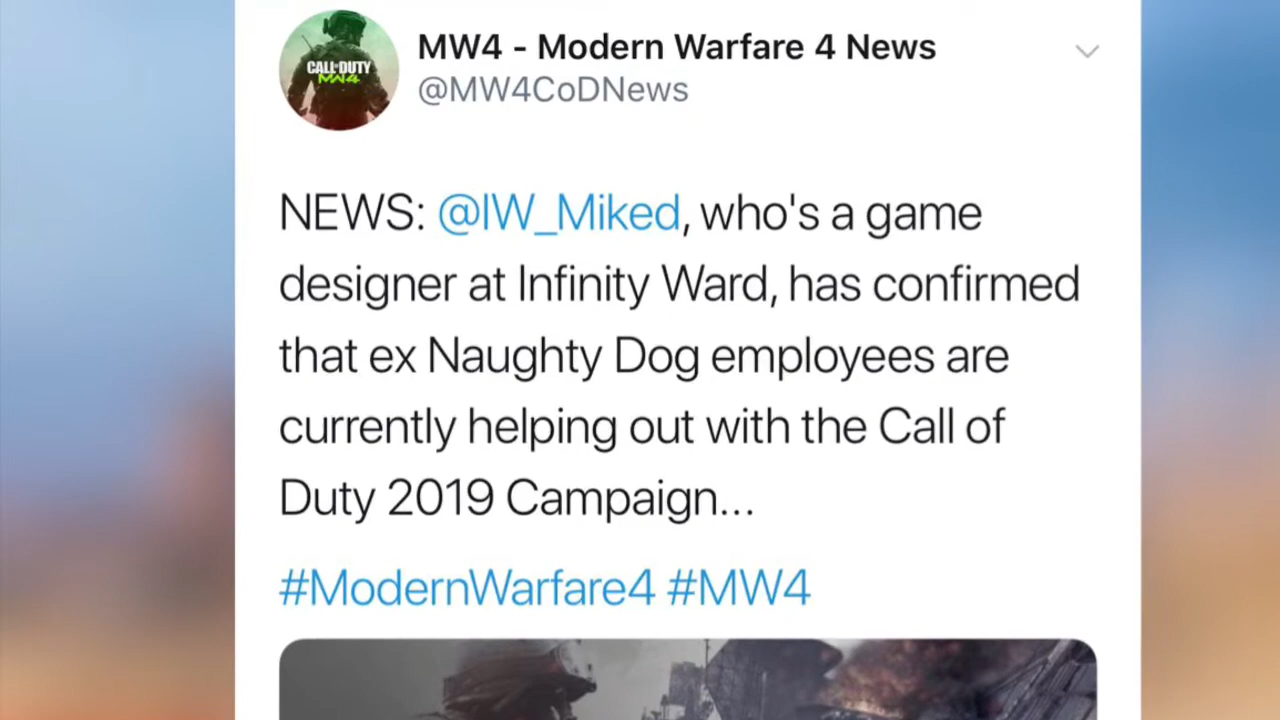 CALL OF DUTY
MW4
MW4 - Modern Warfare 4 News
@MW4CoDNews
NEWS: @IW_Miked, who's a game
designer at Infinity Ward, has confirmed
that ex Naughty Dog employees are
currently helping out with the Call of
Duty 2019 Campaign...
#ModernWarfare4 #MW4